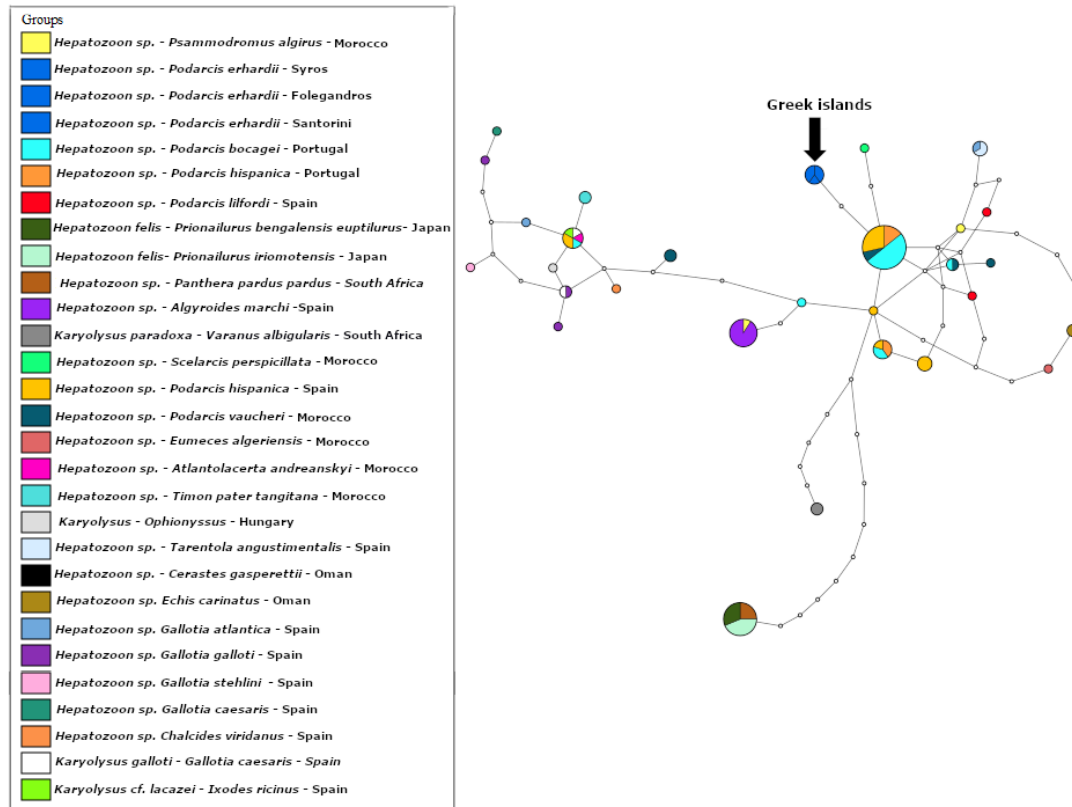 Groups
Hepatozoon sp. - Psammodromus algirus - Morocco
Hepatozoon sp. - Podarcis erhardii - Syros
Hepatozoon sp. - Podarcis erhardii - Folegandros
Hepatozoon sp. - Podarcis erhardii - Santorini
Hepatozoon sp. - Podarcis bocagei - Portugal
Hepatozoon sp. - Podarcis hispanica - Portugal
Hepatozoon sp. - Podarcis lilfordi - Spain
Hepatozoon felis - Prionailurus bengalensis euptilurus- Japan
Hepatozoon felis- Prionailurus iriomotensis - Japan
Hepatozoon sp. - Panthera pardus pardus - South Africa
Hepatozoon sp. - Algyroides marchi -Spain
Karyolysus paradoxa - Varanus albigularis - South Africa
Hepatozoon sp. - Scelarcis perspicillata - Morocco
Hepatozoon sp. - Podarcis hispanica - Spain
Hepatozoon sp. - Podarcis vaucheri - Morocco
Hepatozoon sp. - Eumeces algeriensis - Morocco
Hepatozoon sp. - Atlantolacerta andreanskyi - Morocco
Hepatozoon sp. - Timon pater tangitana - Morocco
Karyolysus - Ophionyssus - Hungary
Hepatozoon sp. - Tarentola angustimentalis - Spain
Hepatozoon sp. - Cerastes gasperettii - Oman
Hepatozoon sp. Echis carinatus - Oman
Hepatozoon sp. Gallotia atlantica - Spain
Hepatozoon sp. Gallotia galloti - Spain
Hepatozoon sp. Gallotia stehlini - Spain
Hepatozoon sp. Gallotia caesaris - Spain
Hepatozoon sp. Chalcides viridanus - Spain
Karyolysus galloti - Gallotia caesaris - Spain
Karyolysus cf. lacazei - Ixodes ricinus - Spain
Greek islands